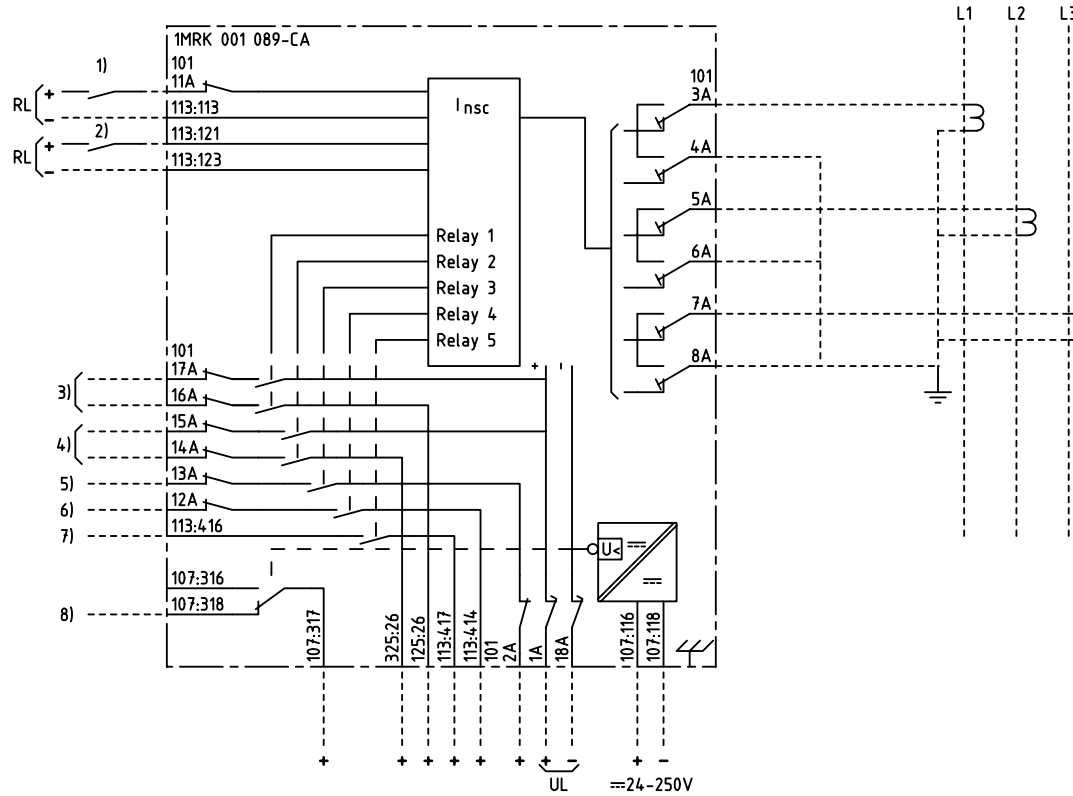 L1 L2 L3
1MRK 001 089-CA
1)
101
11A
RL + -
113:113
2)
113:121
RL + -
113:123
I nsc
101
3A
4A
5A
6A
7A
8A
Relay 1
Relay 2
Relay 3
Relay 4
Relay 5
+ -
101
17A
3)
16A
15A
4)
14A
5)
13A
6)
12A
7)
113:416
U<
107:316
8)
107:318
107:317
325:26
125:26
113:417
113:414
101
2A
1A
18A
107:116
107:118
+ + + + + + + - + -
UL
24-250V